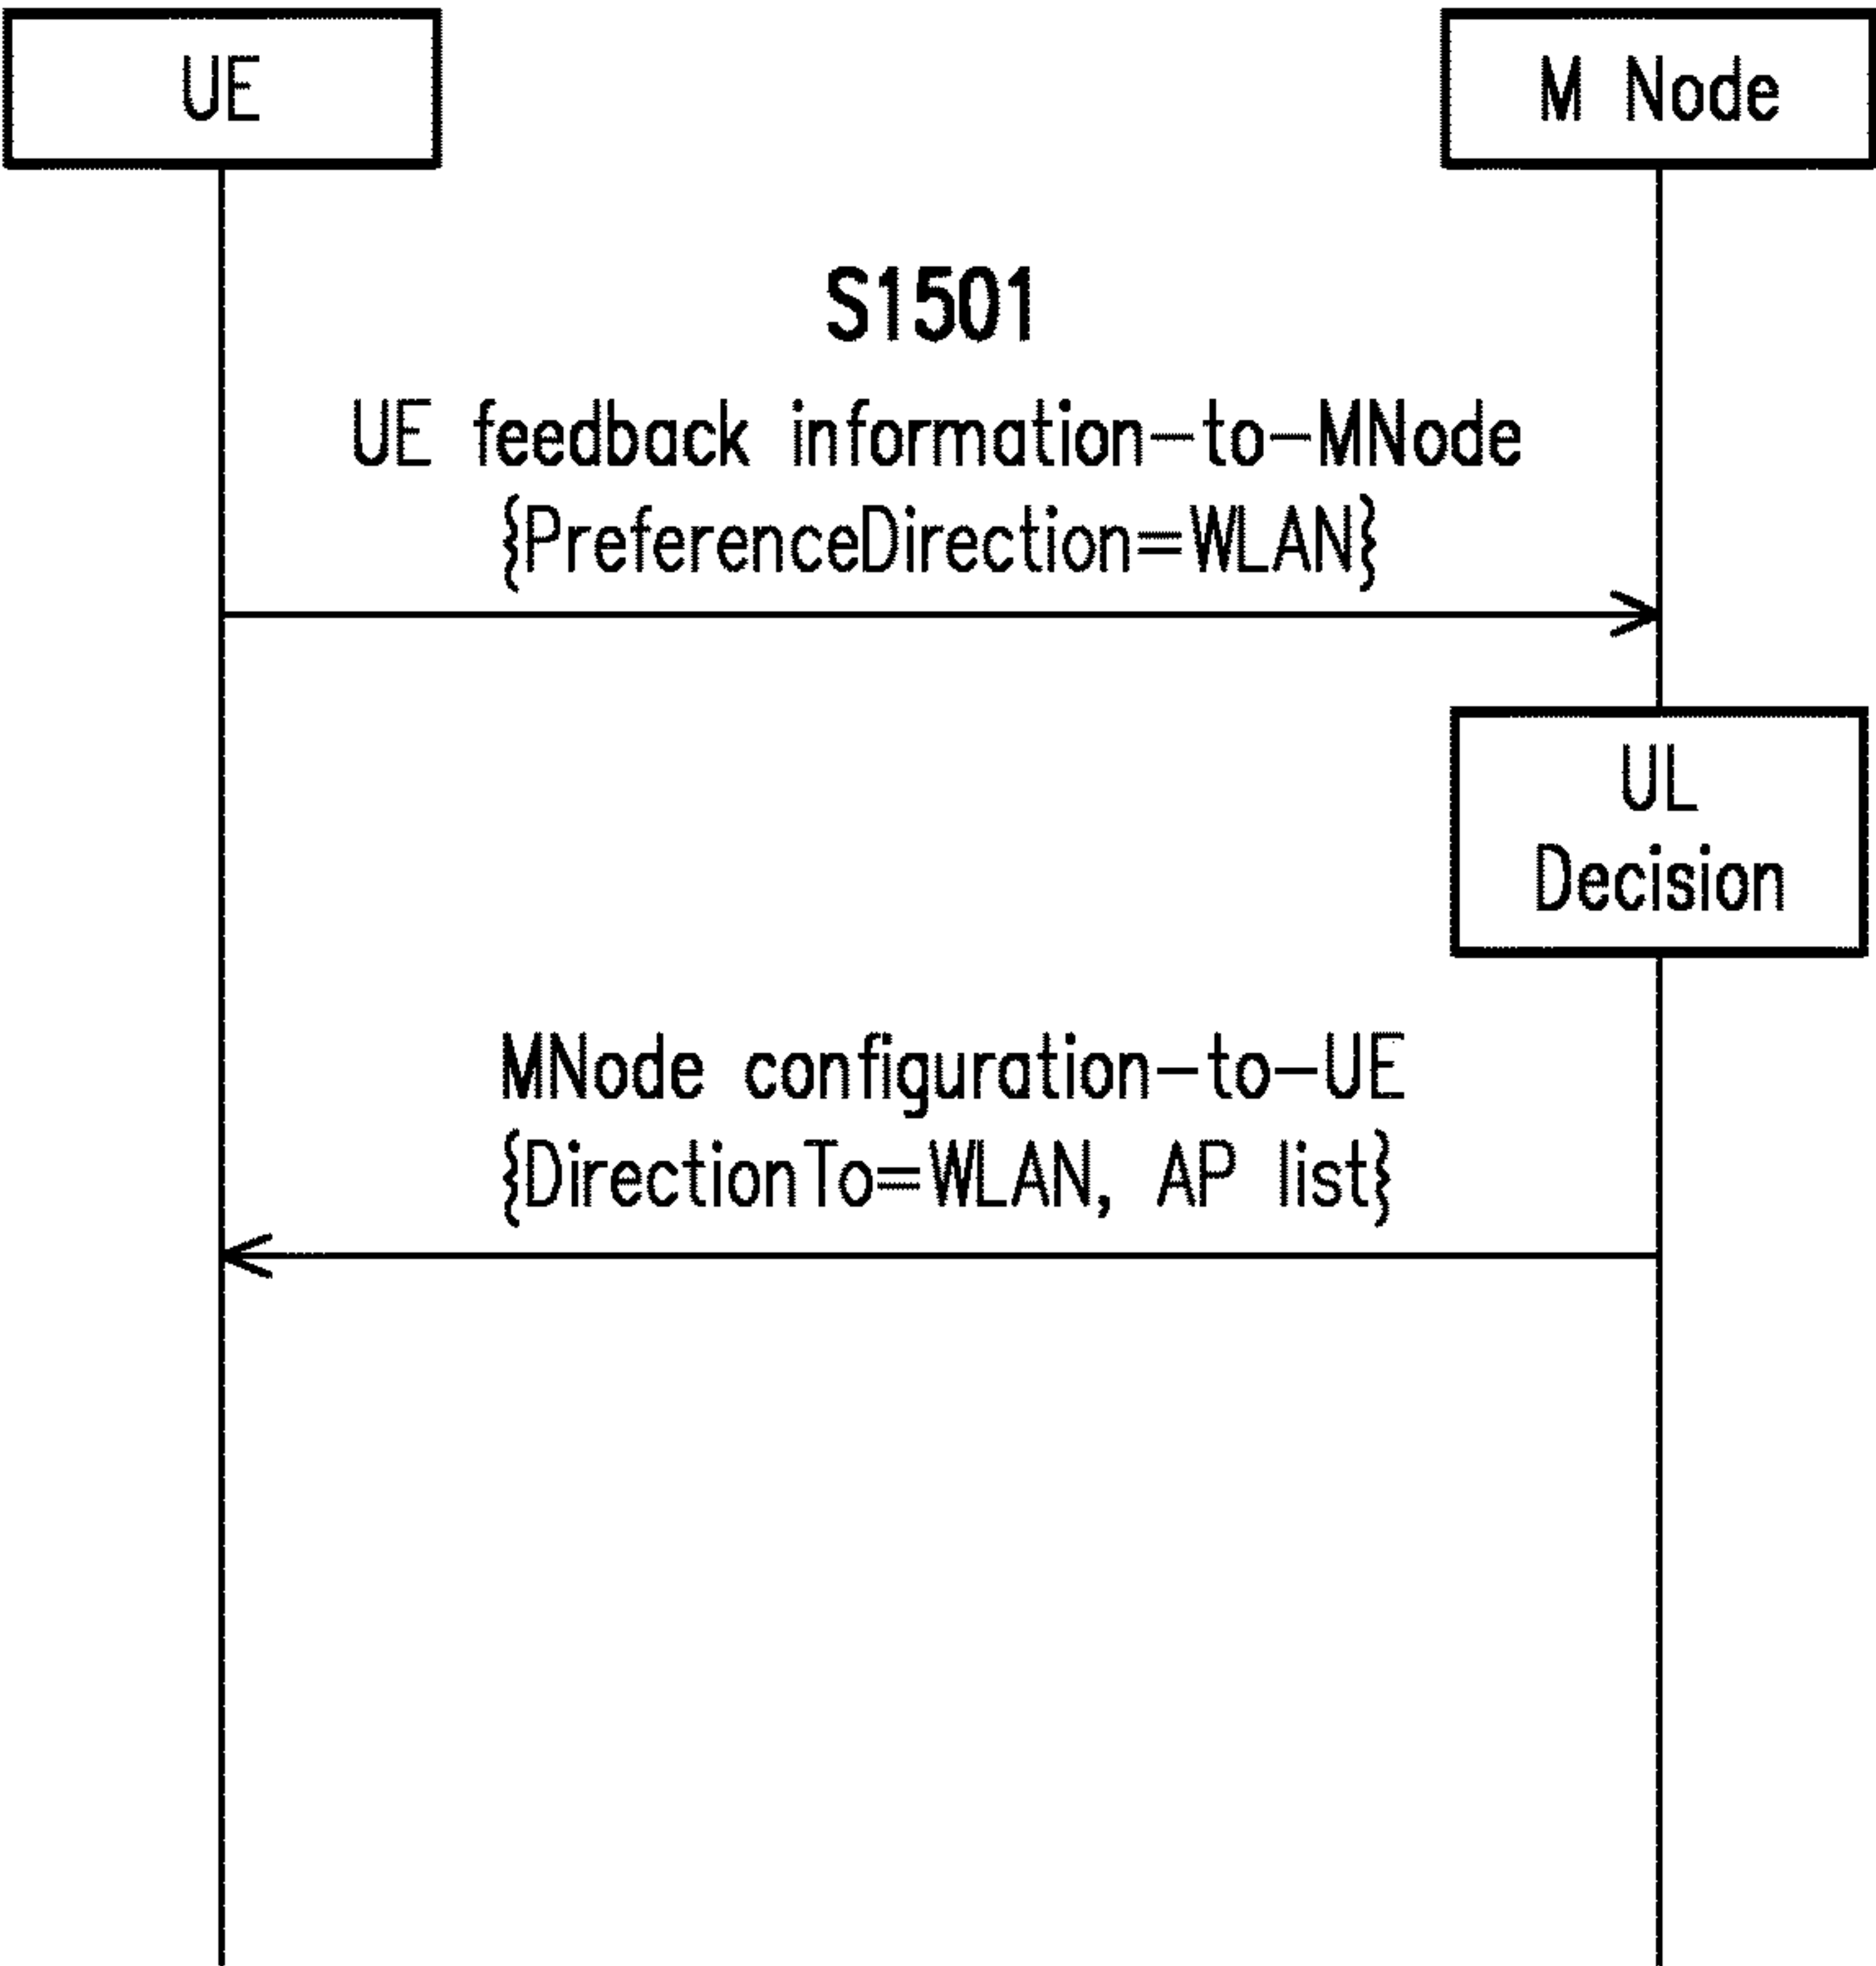 UE
M Node
S1501
UE feedback information-to-MNode
{PreferenceDirection=WLAN}
UL
Decision
MNode configuration-to-UE
{DirectionTo=WLAN, AP list}